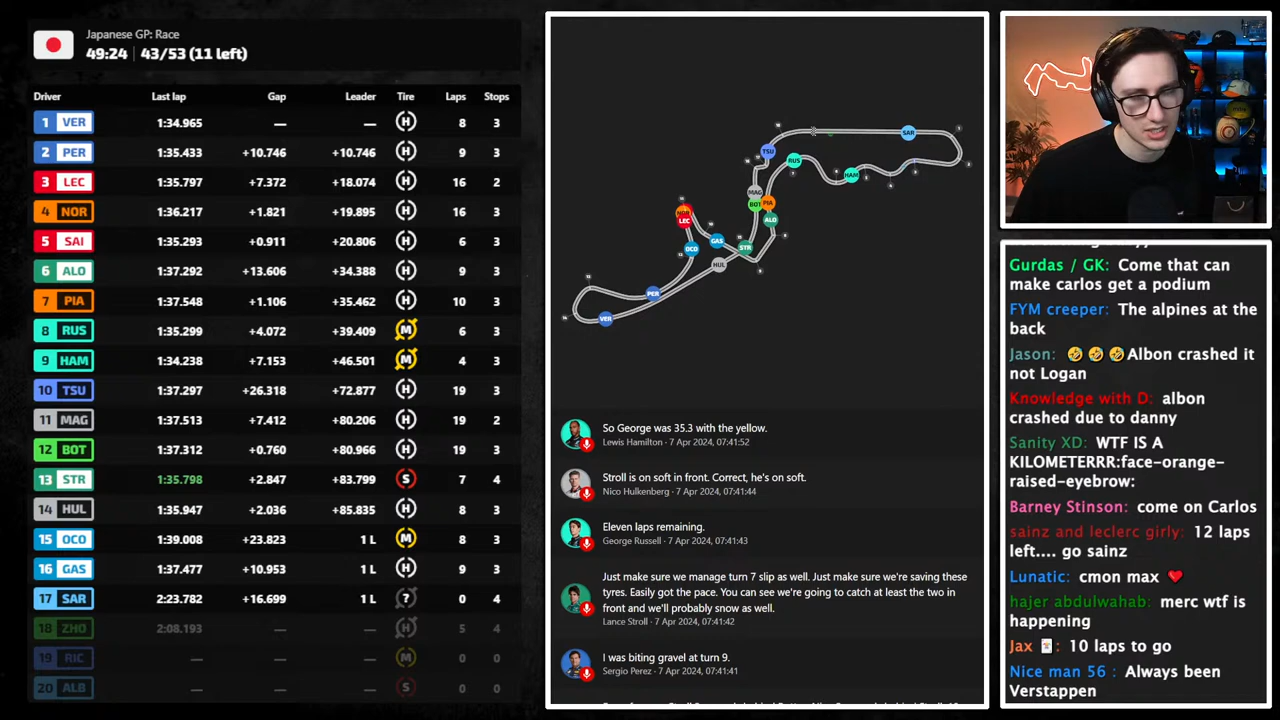 Japanese GP: Race
49:24 43/53 (11 left)
Driver Last lap Gap Leader Tire Laps Stops
1 VER 1:34.965 — — H 8 3
2 PER 1:35.433 +10.746 +10.746 H 9 3
3 LEC 1:35.797 +7.372 +18.074 H 16 2
4 NOR 1:36.217 +1.821 +19.895 H 16 3
5 SAI 1:35.293 +0.911 +20.806 H 6 3
6 ALO 1:37.292 +13.606 +34.388 H 9 3
7 PIA 1:37.548 +1.106 +35.462 H 10 3
8 RUS 1:35.299 +4.072 +39.409 M 6 3
9 HAM 1:34.238 +7.153 +46.501 M 4 3
10 TSU 1:37.297 +26.318 +72.877 H 19 3
11 MAG 1:37.513 +7.412 +80.206 H 19 2
12 BOT 1:37.312 +0.760 +80.966 H 19 3
13 STR 1:35.798 +2.847 +83.799 S 7 4
14 HUL 1:35.947 +2.036 +85.835 H 8 3
15 OCO 1:39.008 +23.823 1 L M 8 3
16 GAS 1:37.477 +10.953 1 L H 9 3
17 SAR 2:23.782 +16.699 1 L ? 0 4
18 ZHO 2:08.193 — — H 5 4
19 RIC — — — M 0 0
20 ALB — — — S 0 0
SAR
TSU
RUS
HAM
MAG
BOT
PIA
NOR
LEC
ALO
GAS
STR
OCO
HUL
PER
VER
So George was 35.3 with the yellow.
Lewis Hamilton · 7 Apr 2024, 07:41:52
Stroll is on soft in front. Correct, he's on soft.
Nico Hulkenberg · 7 Apr 2024, 07:41:44
Eleven laps remaining.
George Russell · 7 Apr 2024, 07:41:43
Just make sure we manage turn 7 slip as well. Just make sure we're saving these
tyres. Easily got the pace. You can see we're going to catch at least the two in
front and we'll probably snow as well.
Lance Stroll · 7 Apr 2024, 07:41:42
I was biting gravel at turn 9.
Sergio Perez · 7 Apr 2024, 07:41:41
Gurdas / GK: Come that can
make carlos get a podium
FYM creeper: The alpines at the
back
Jason: 🤣🤣🤣Albon crashed it
not Logan
Knowledge with D: albon
crashed due to danny
Sanity XD: WTF IS A
KILOMETERRR:face-orange-
raised-eyebrow:
Barney Stinson: come on Carlos
sainz and leclerc girly: 12 laps
left.... go sainz
Lunatic: cmon max ❤️
hajer abdulwahab: merc wtf is
happening
Jax 🃏: 10 laps to go
Nice man 56 : Always been
Verstappen